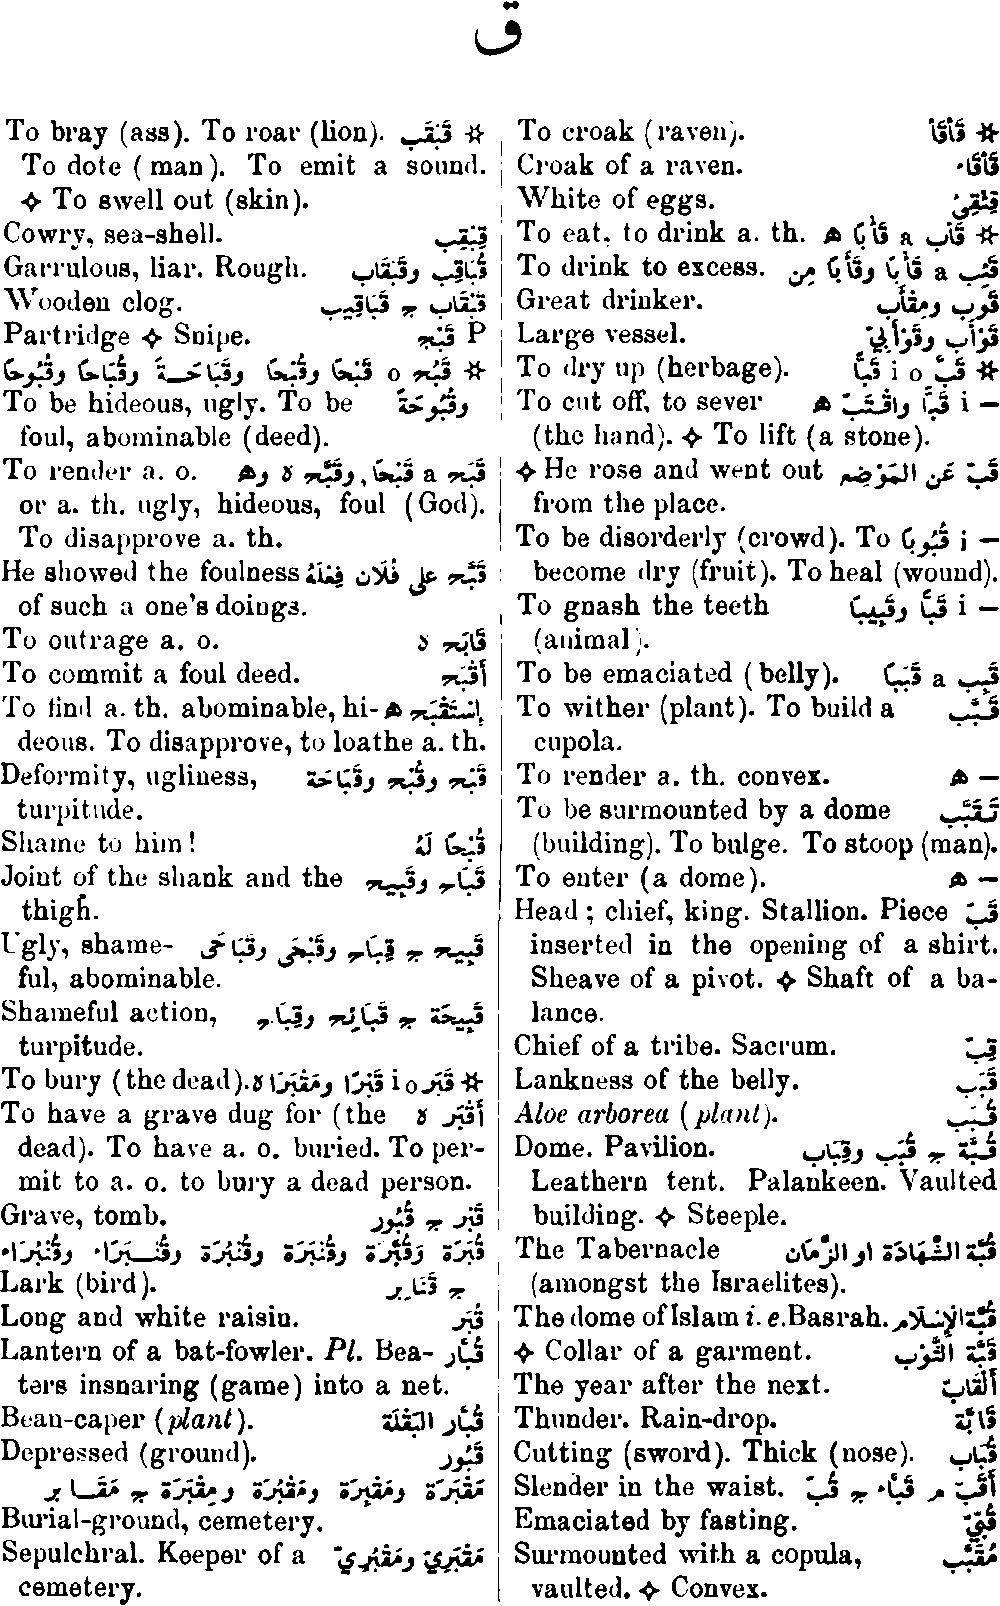 ق
✲ قَأْقَأَ To croak (raven).
قَأْقَاء Croak of a raven.
قِئْقِئ White of eggs.
✲ قَأَب a قَأْبًا ه To eat, to drink a. th.
قَئِب a قَأْبًا وقَأَبًا مِن To drink to excess.
قَؤُوب ومِقْأَب Great drinker.
قَوْأَب وقَوْأَبِيّ Large vessel.
✲ قَبَّ i o قَبًّا To dry up (herbage).
— i قَبًّا واقْتَبَّ ه To cut off, to sever
(the hand). ✧ To lift (a stone).
✧ قَبَّ عَن المَوْضِع He rose and went out
from the place.
— i قُبُوبًا To be disorderly (crowd). To
become dry (fruit). To heal (wound).
— i قَبًّا وقَبِيبًا To gnash the teeth
(animal).
قَبِب a قَبَبًا To be emaciated (belly).
قَبَّب To wither (plant). To build a
cupola.
— ه To render a. th. convex.
تَقَبَّب To be surmounted by a dome
(building). To bulge. To stoop (man).
— ه To enter (a dome).
قَبّ Head; chief, king. Stallion. Piece
inserted in the opening of a shirt.
Sheave of a pivot. ✧ Shaft of a ba-
lance.
قِبّ Chief of a tribe. Sacrum.
قَبَب Lankness of the belly.
قُبَّيْب Aloe arborea (plant).
قُبَّة ج قُبَب وقِبَاب Dome. Pavilion.
Leathern tent. Palankeen. Vaulted
building. ✧ Steeple.
قُبَّة الشَّهَادَة او الزَّمَان The Tabernacle
(amongst the Israelites).
قُبَّة الإِسْلَام The dome of Islam i. e. Basrah.
قَبَّة الثَّوْب ✧ Collar of a garment.
أَلْقَابّ The year after the next.
قَابَّة Thunder. Rain-drop.
قُبَاب Cutting (sword). Thick (nose).
أَقَبّ م قَبَّاء ج قُبّ Slender in the waist.
قُبِّيّ Emaciated by fasting.
مُقَبَّب Surmounted with a copula,
vaulted. ✧ Convex.
✲ قَبْقَب To bray (ass). To roar (lion).
To dote (man). To emit a sound.
✧ To swell out (skin).
قِبْقِب Cowry, sea-shell.
قُبَاقِب وقَبْقَاب Garrulous, liar. Rough.
قَبْقَاب ج قَبَاقِيب Wooden clog.
P قَبْج Partridge ✧ Snipe.
✲ قَبُح o قَبْحًا وقُبْحًا وقَبَاحَةً وقُبَاحًا وقُبُوحًا
وقُبُوحَةً To be hideous, ugly. To be
foul, abominable (deed).
قَبَح a قَبْحًا, وقَبَّح ه وه To render a. o.
or a. th. ugly, hideous, foul (God).
To disapprove a. th.
قَبَّح على فُلَان فِعْلَهُ He showed the foulness
of such a one's doings.
قَابَح ه To outrage a. o.
أَقْبَح To commit a foul deed.
إِسْتَقْبَح ه To find a. th. abominable, hi-
deous. To disapprove, to loathe a. th.
قَبْح وقُبْح وقَبَاحَة Deformity, ugliness,
turpitude.
قُبْحًا لَهُ Shame to him!
قَبَاح وقَبِيح Joint of the shank and the
thigh.
قَبِيح ج قِبَاح وقَبْحَى وقَبَاحَى Ugly, shame-
ful, abominable.
قَبِيحَة ج قَبَائِح وقِبَاح Shameful action,
turpitude.
✲ قَبَر i o قَبْرًا ومَقْبَرًا ه To bury (the dead).
أَقْبَر ه To have a grave dug for (the
dead). To have a. o. buried. To per-
mit to a. o. to bury a dead person.
قَبْر ج قُبُور Grave, tomb.
قُبَرَة وقُبَّرَة وقُنْبَرَة وقُنْبُرَة وقُنْبَرَاء وقُنْبُرَاء
ج قَنَابِر Lark (bird).
قُبَر Long and white raisin.
قُبَّار Lantern of a bat-fowler. Pl. Bea-
ters insnaring (game) into a net.
قُبَّار البَقْلَة Bean-caper (plant).
قَبُور Depressed (ground).
مَقْبَرَة ومَقْبِرَة ومَقْبُرَة ومِقْبَرَة ج مَقَابِر
Burial-ground, cemetery.
مَقْبَرِيّ ومَقْبُرِيّ Sepulchral. Keeper of a
cemetery.